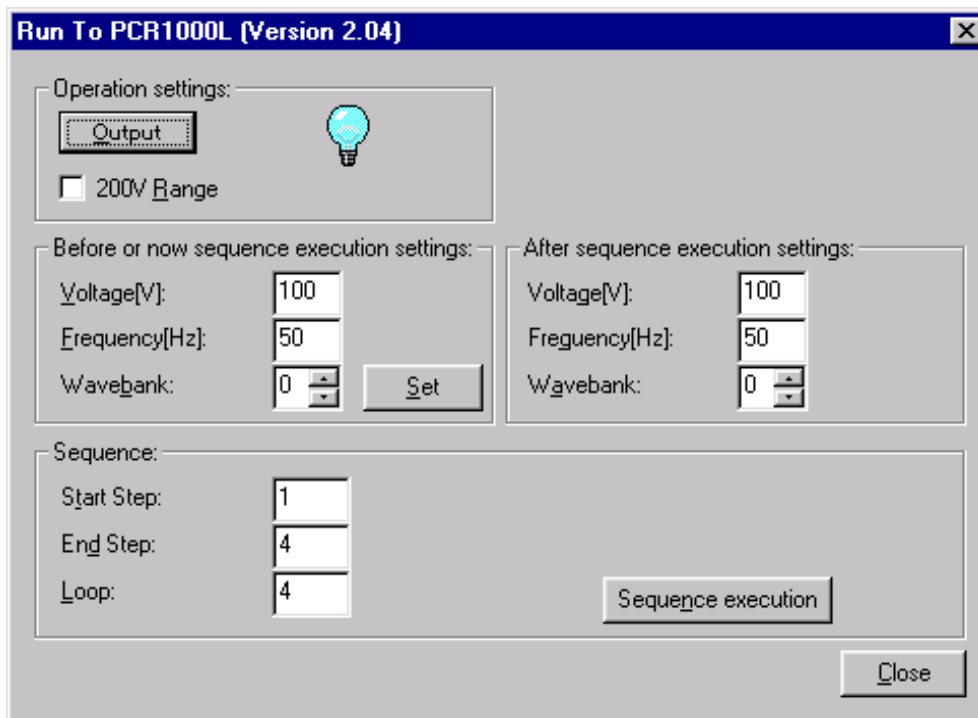 Run To PCR1000L (Version 2.04)
Operation settings:
Output
200V Range
Before or now sequence execution settings:
Voltage[V]: 100
Frequency[Hz]: 50
Wavebank: 0
Set
After sequence execution settings:
Voltage[V]: 100
Freguency[Hz]: 50
Wavebank: 0
Sequence:
Start Step: 1
End Step: 4
Loop: 4
Sequence execution
Close